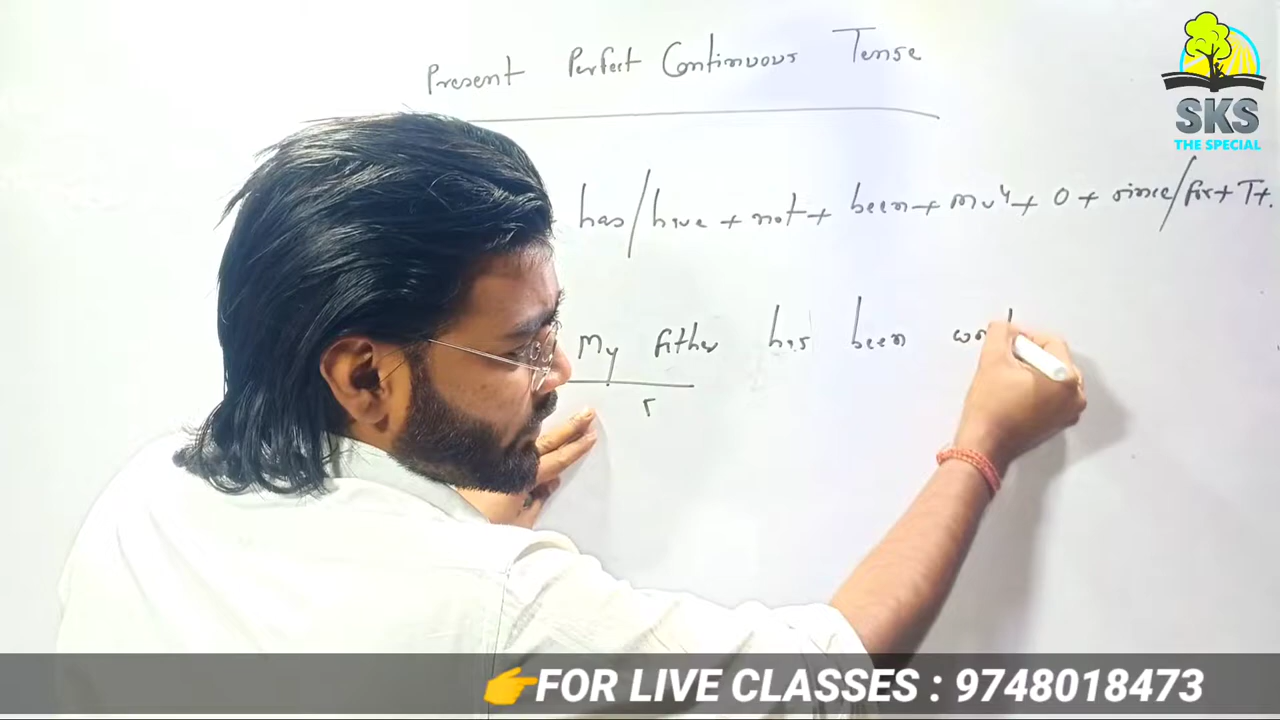 Present Perfect Continuous Tense
SKS
THE SPECIAL
has/have + not + been + mv4 + O + since/for + T+.
My father has been wor
r
👉FOR LIVE CLASSES : 9748018473